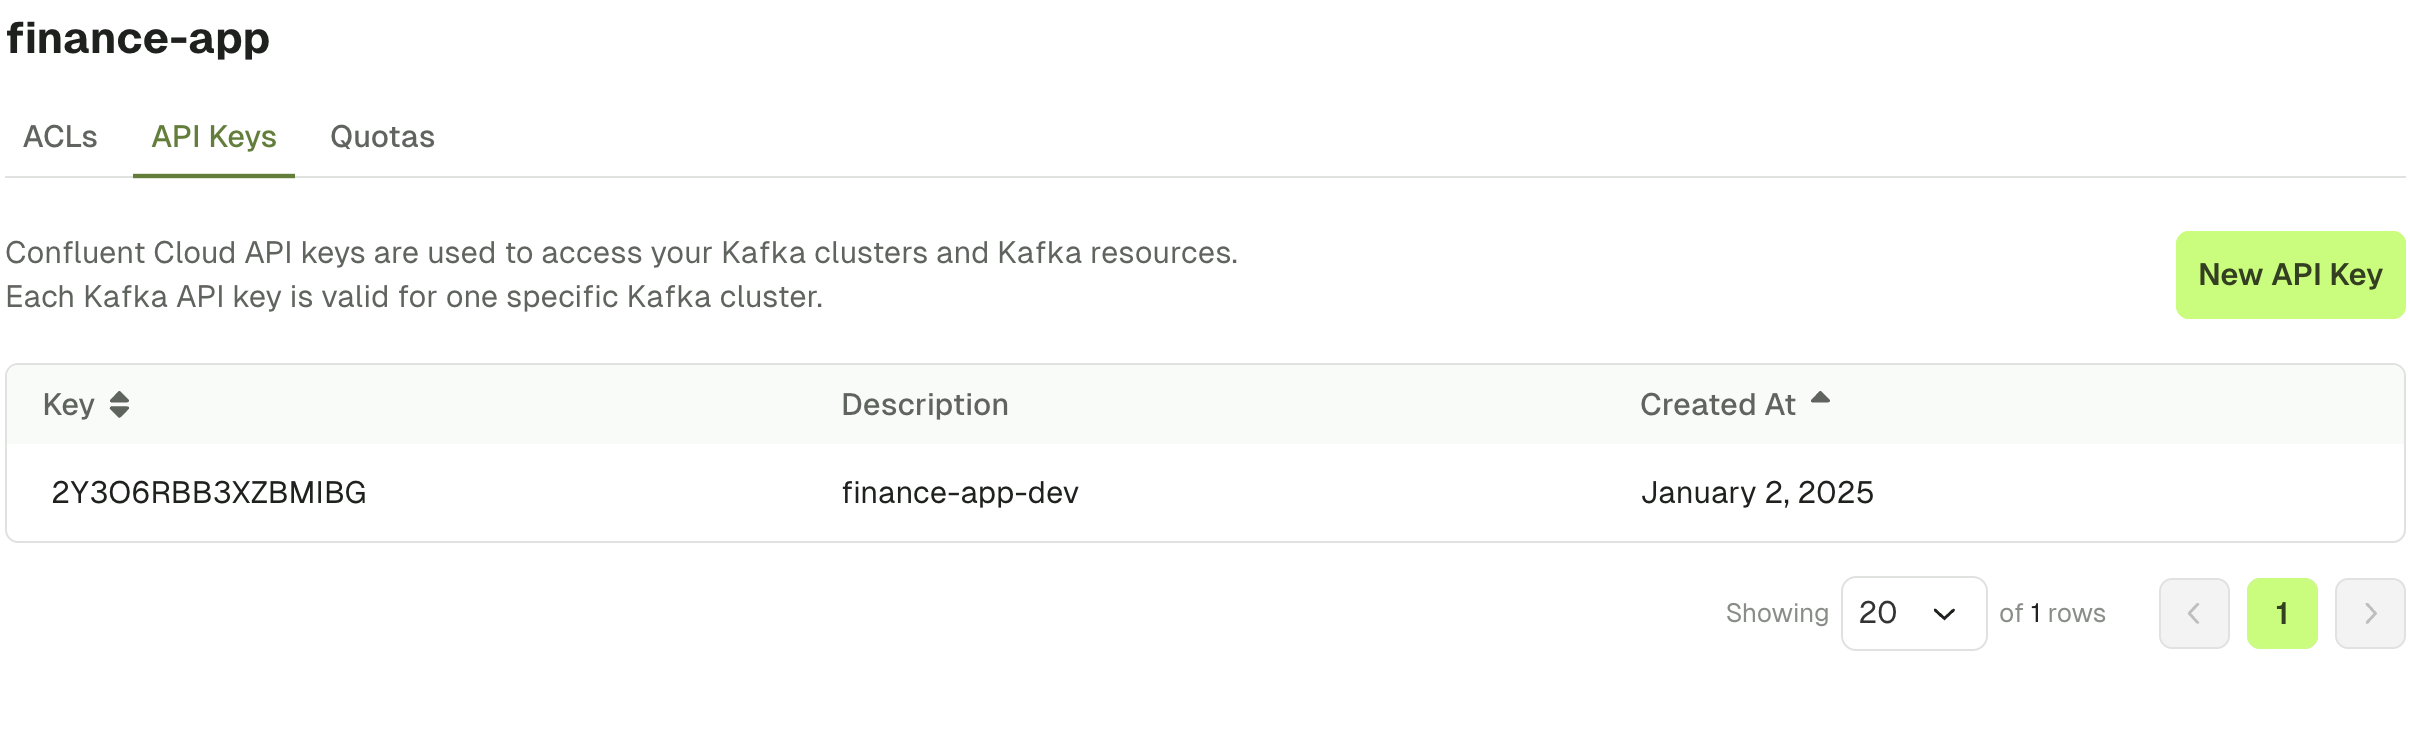 finance-app
ACLs API Keys Quotas
Confluent Cloud API keys are used to access your Kafka clusters and Kafka resources.
Each Kafka API key is valid for one specific Kafka cluster.
New API Key
Key Description Created At
2Y3O6RBB3XZBMIBG finance-app-dev January 2, 2025
Showing 20 of 1 rows 1